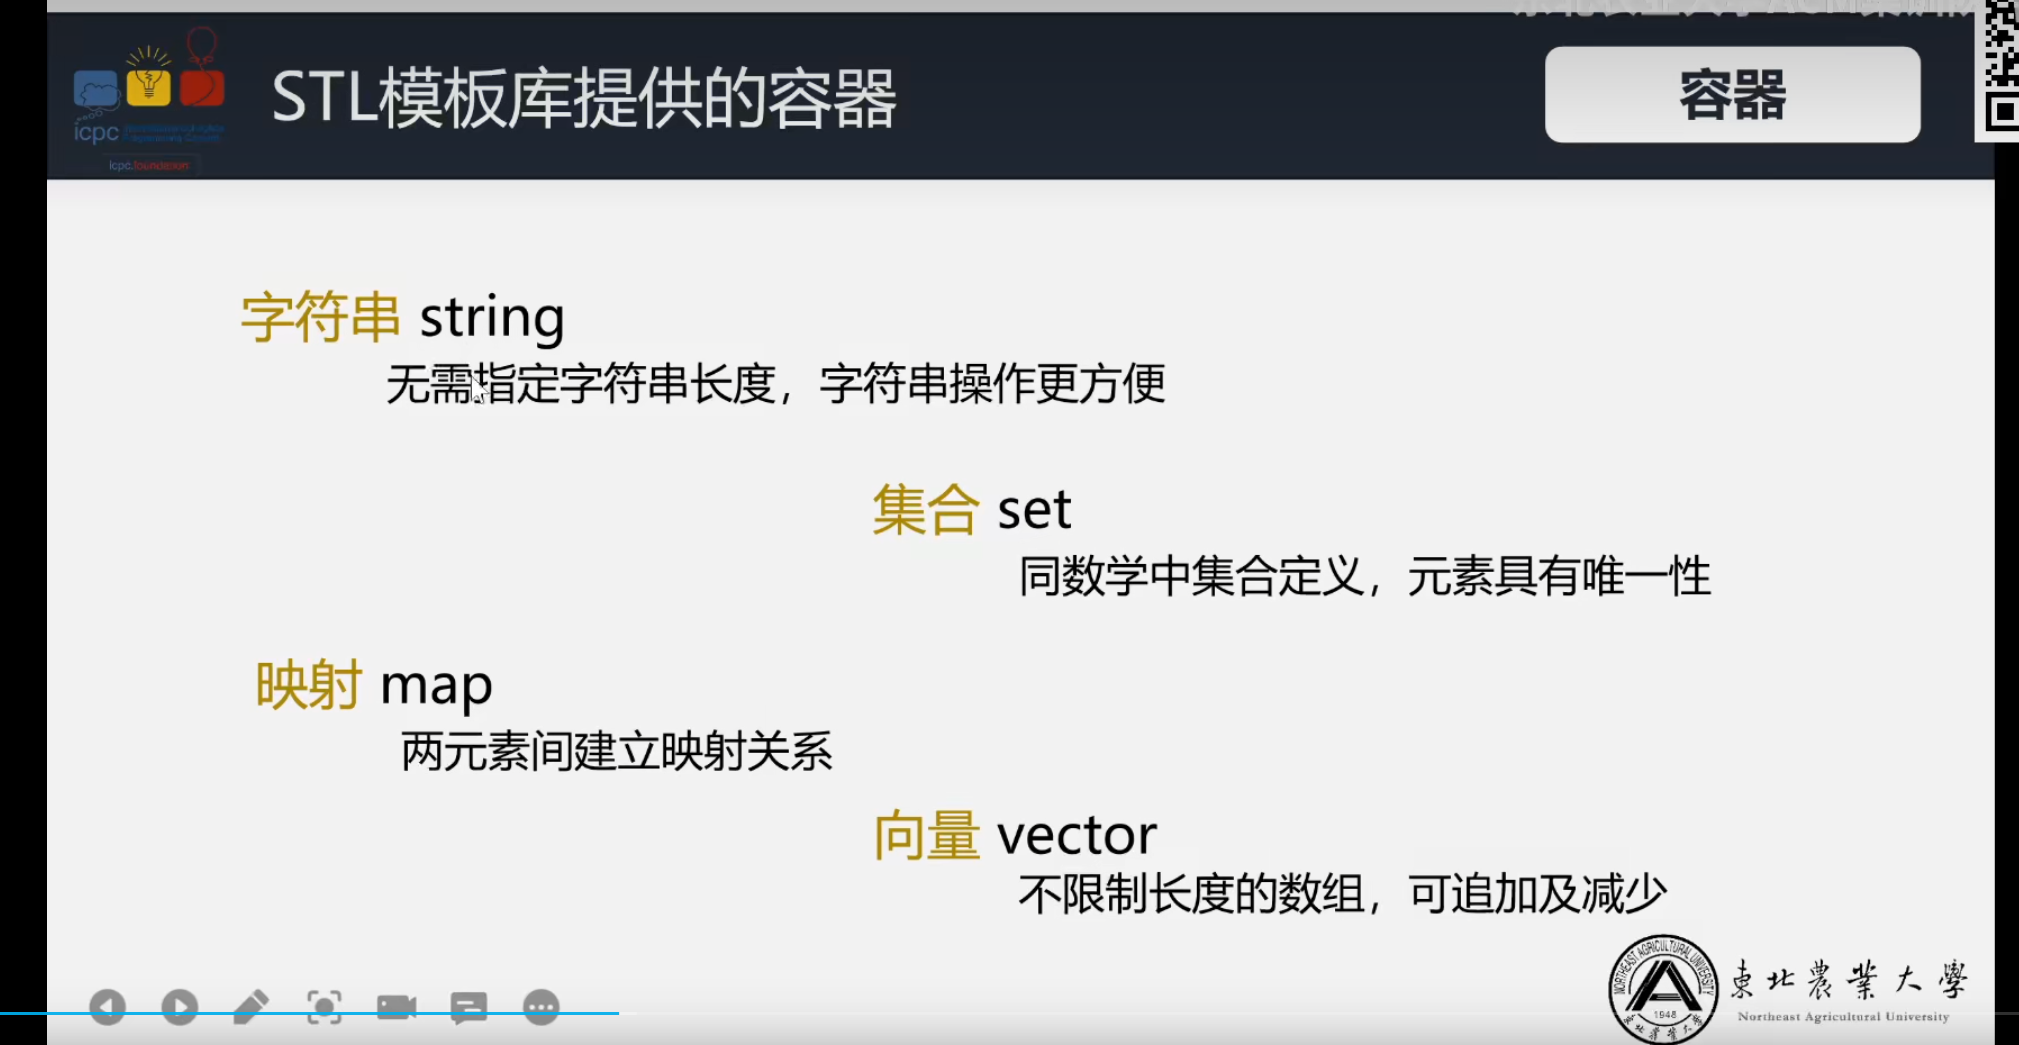 STL模板库提供的容器
容器
icpc
icpc.foundation
字符串 string
无需指定字符串长度，字符串操作更方便
集合 set
同数学中集合定义，元素具有唯一性
映射 map
两元素间建立映射关系
向量 vector
不限制长度的数组，可追加及减少
NORTHEAST AGRICULTURAL UNIVERSITY
1948
東北農業大學
Northeast Agricultural University